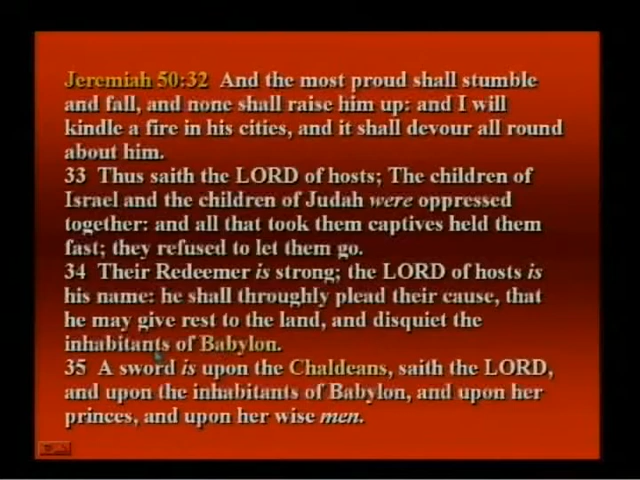 Jeremiah 50:32 And the most proud shall stumble
and fall, and none shall raise him up: and I will
kindle a fire in his cities, and it shall devour all round
about him.
33 Thus saith the LORD of hosts; The children of
Israel and the children of Judah were oppressed
together: and all that took them captives held them
fast; they refused to let them go.
34 Their Redeemer is strong; the LORD of hosts is
his name: he shall throughly plead their cause, that
he may give rest to the land, and disquiet the
inhabitants of Babylon.
35 A sword is upon the Chaldeans, saith the LORD,
and upon the inhabitants of Babylon, and upon her
princes, and upon her wise men.